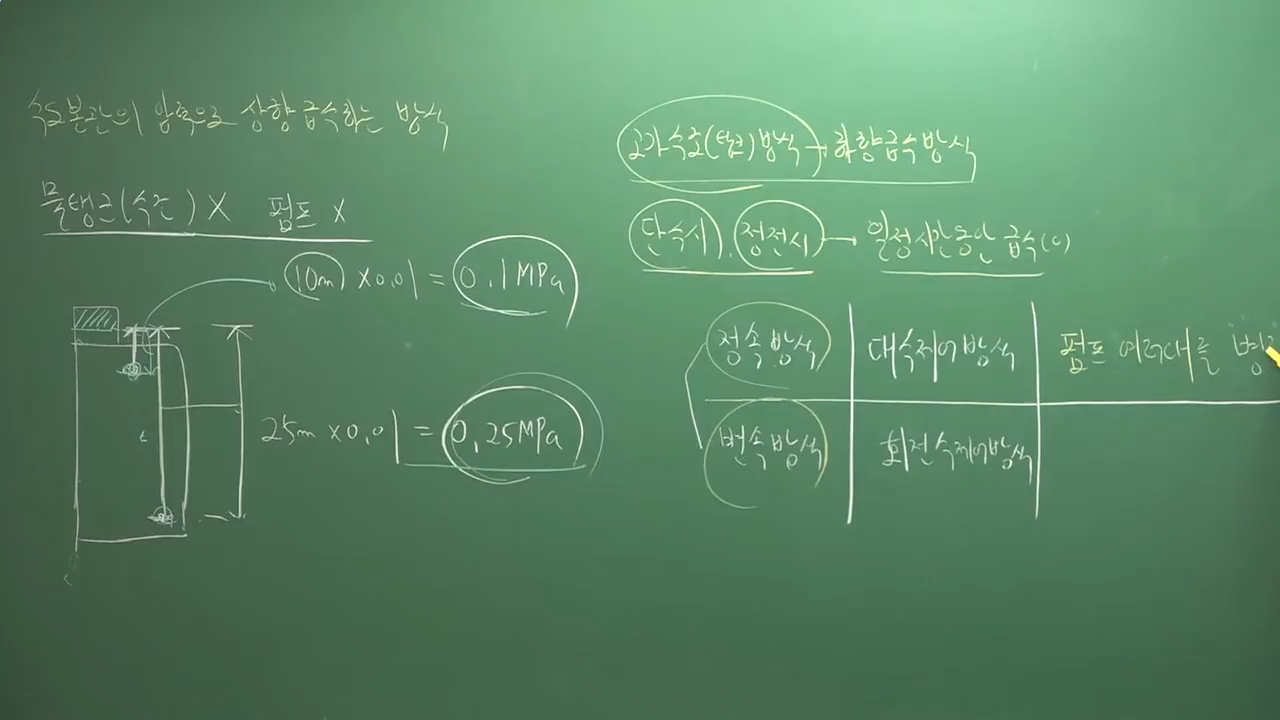 수도본관의 압력으로 상향 급수하는 방식
물탱크(수조) X 펌프 X
10m x 0.01 = 0.1MPa
25m x 0.01 = 0.25MPa
고가수조(탱크)방식 → 하향급수방식
단수시, 정전시 → 일정시간동안 급수(O)
정속방식 대수제어방식 펌프 여러대를 병
변속방식 회전수제어방식